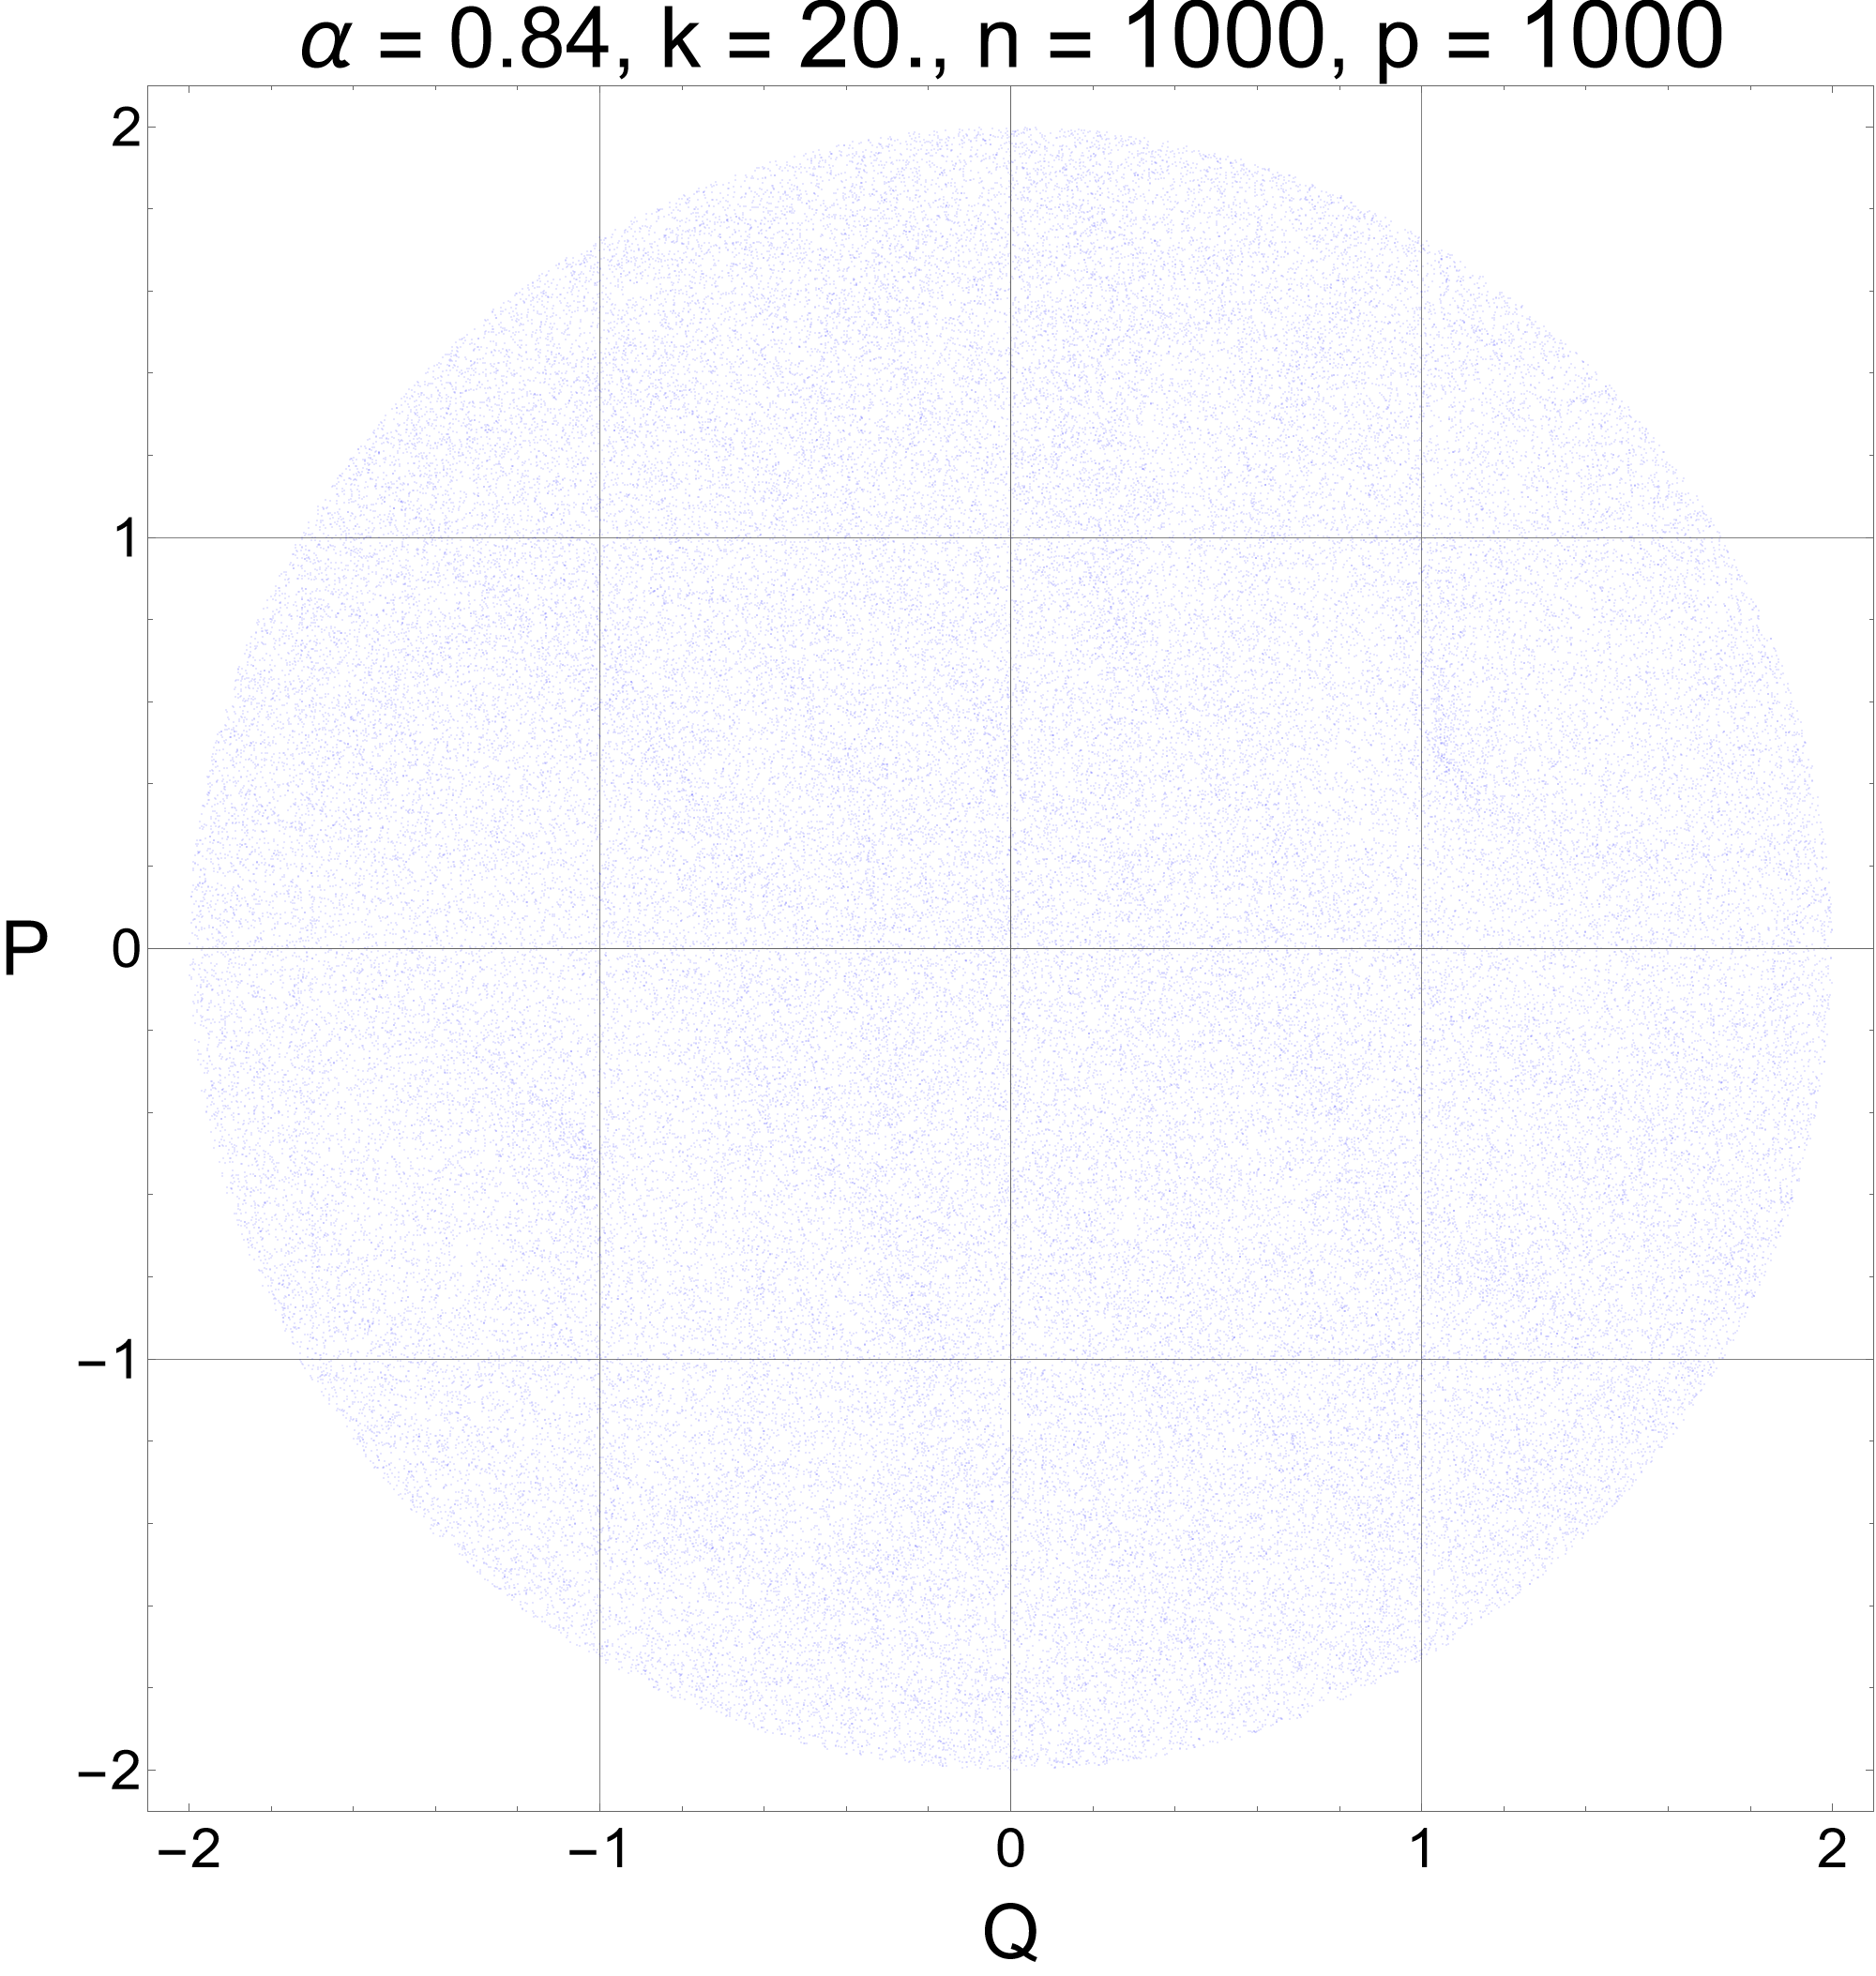 α = 0.84, k = 20., n = 1000, p = 1000
2
1
P 0
−1
−2
−2 −1 0 1 2
Q